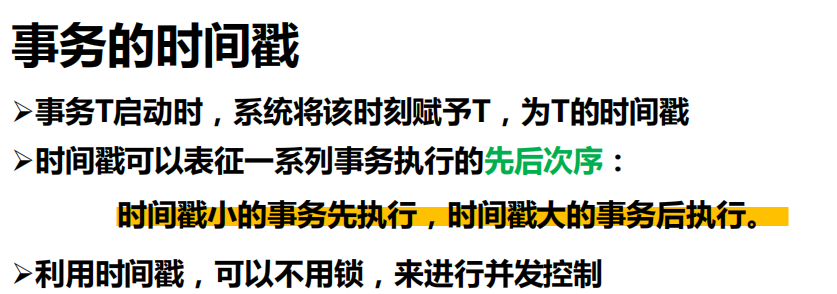 事务的时间戳
➢事务T启动时，系统将该时刻赋予T，为T的时间戳
➢时间戳可以表征一系列事务执行的先后次序：
时间戳小的事务先执行，时间戳大的事务后执行。
➢利用时间戳，可以不用锁，来进行并发控制